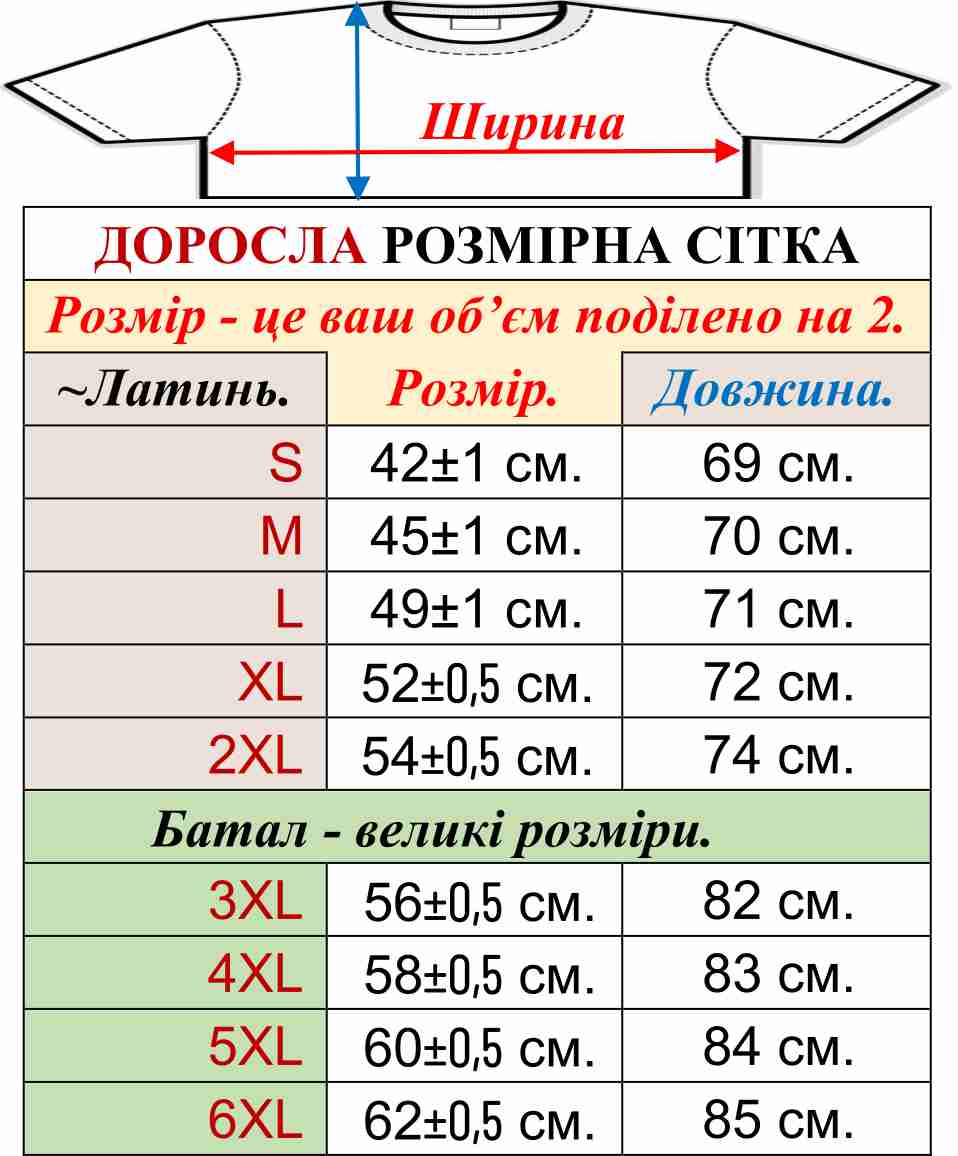 Ширина
ДОРОСЛА РОЗМІРНА СІТКА
Розмір - це ваш об’єм поділено на 2.
~Латинь. Розмір. Довжина.
S 42±1 см. 69 см.
M 45±1 см. 70 см.
L 49±1 см. 71 см.
XL 52±0,5 см. 72 см.
2XL 54±0,5 см. 74 см.
Батал - великі розміри.
3XL 56±0,5 см. 82 см.
4XL 58±0,5 см. 83 см.
5XL 60±0,5 см. 84 см.
6XL 62±0,5 см. 85 см.